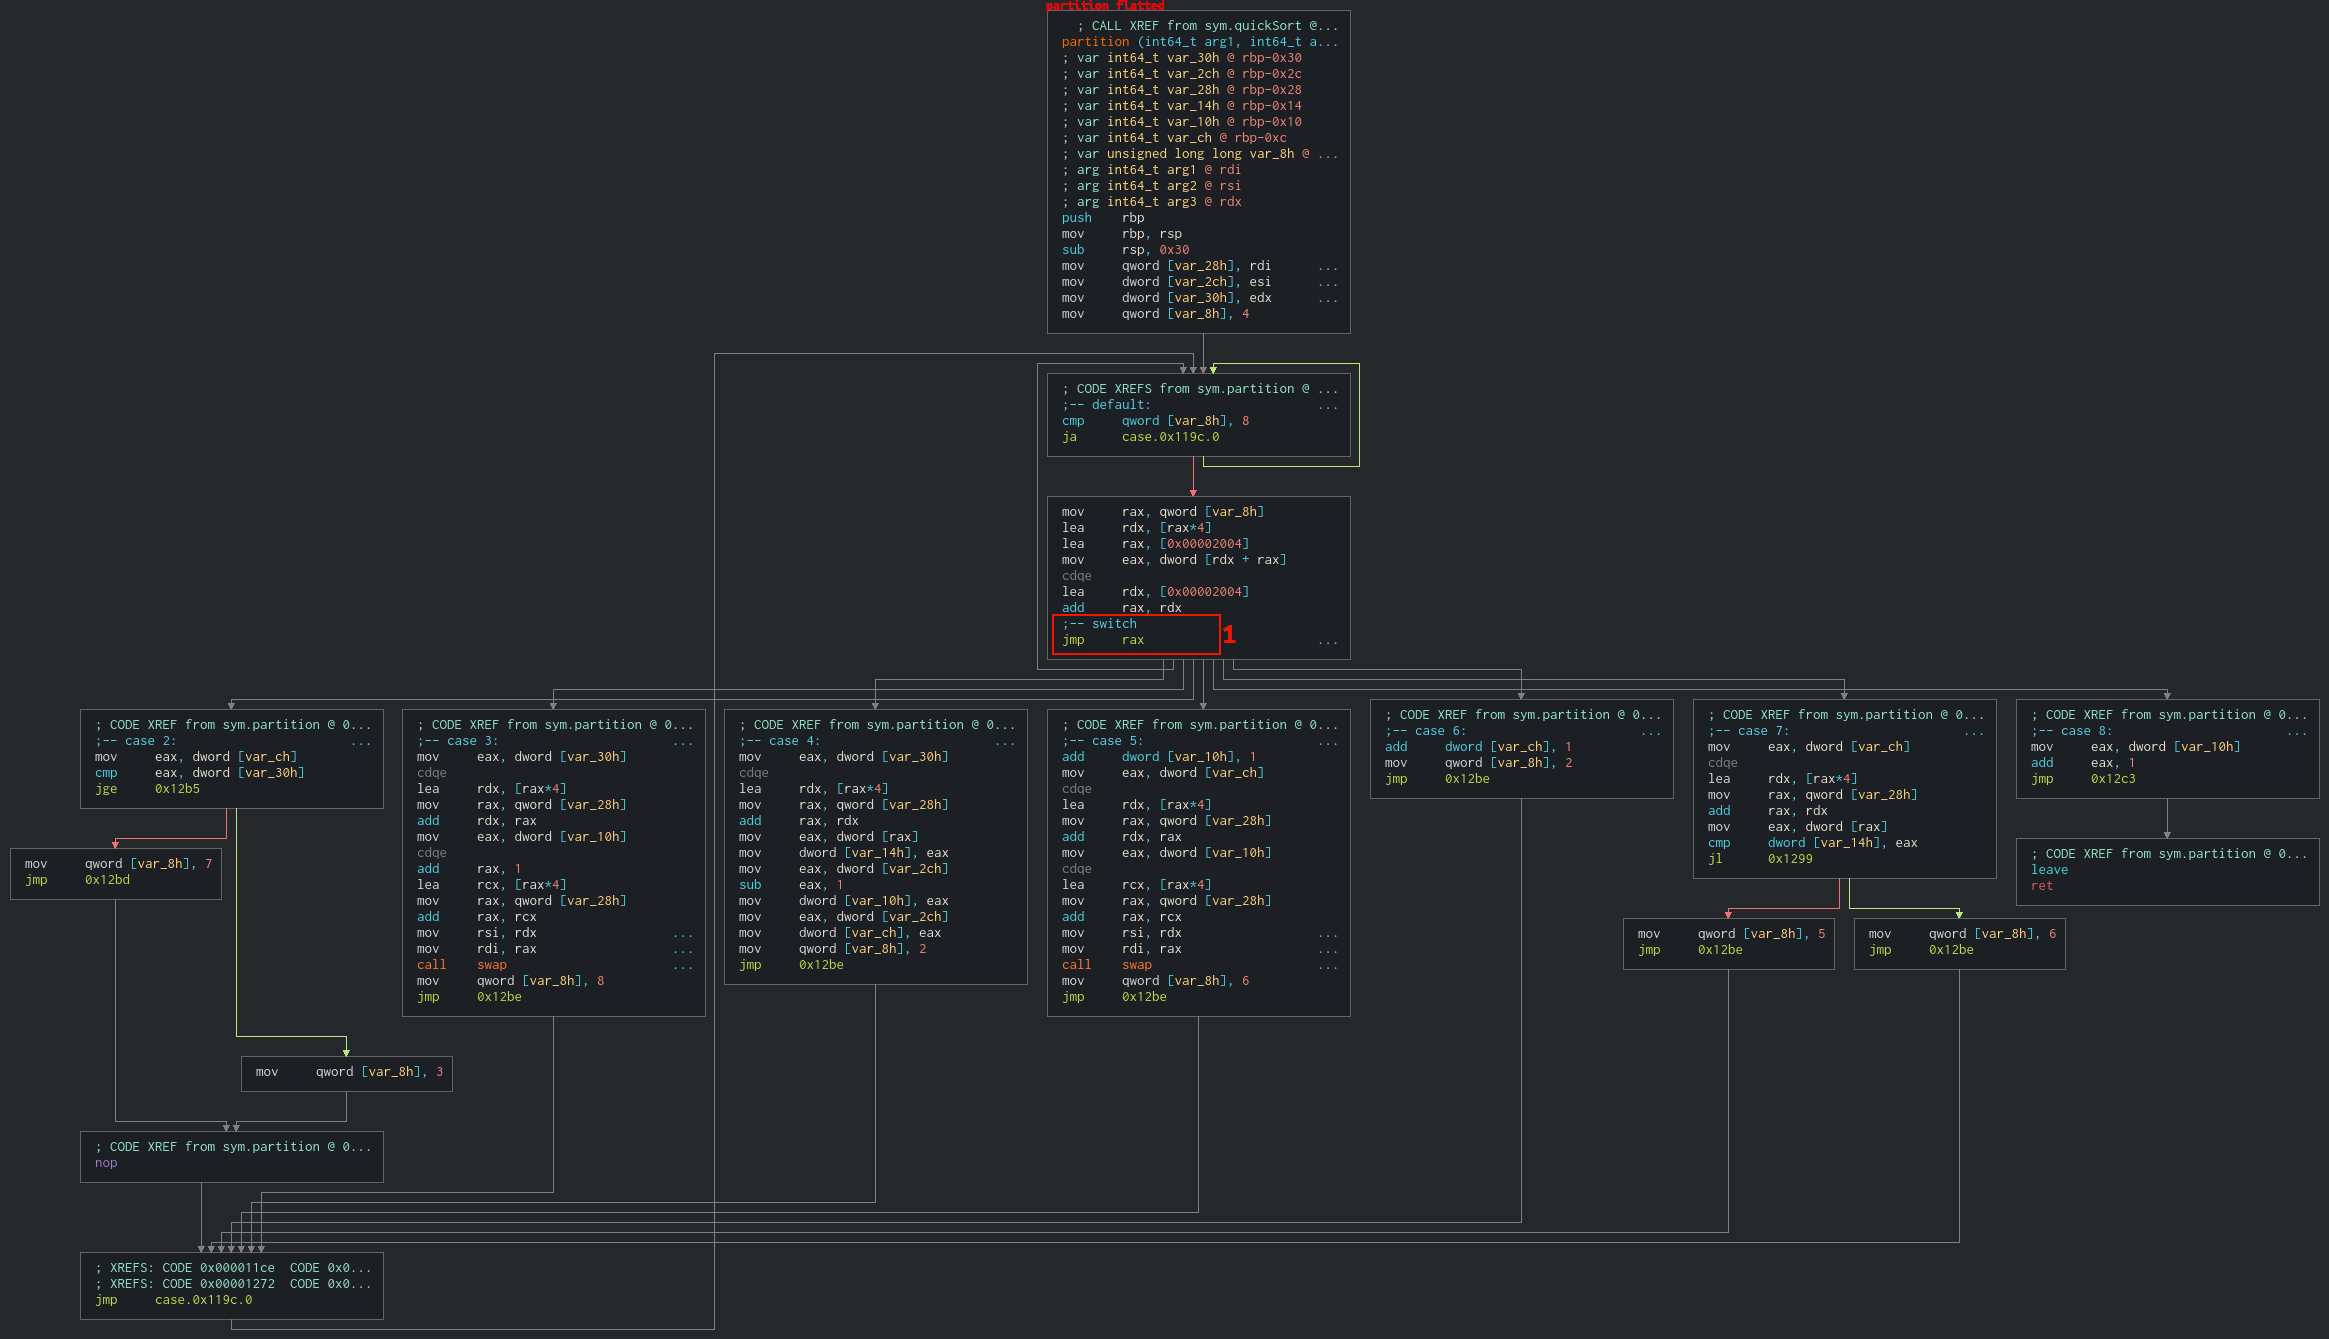 partition flatted
; CALL XREF from sym.quickSort @...
partition (int64_t arg1, int64_t a...
; var int64_t var_30h @ rbp-0x30
; var int64_t var_2ch @ rbp-0x2c
; var int64_t var_28h @ rbp-0x28
; var int64_t var_14h @ rbp-0x14
; var int64_t var_10h @ rbp-0x10
; var int64_t var_ch @ rbp-0xc
; var unsigned long long var_8h @ ...
; arg int64_t arg1 @ rdi
; arg int64_t arg2 @ rsi
; arg int64_t arg3 @ rdx
push rbp
mov rbp, rsp
sub rsp, 0x30
mov qword [var_28h], rdi ...
mov dword [var_2ch], esi ...
mov dword [var_30h], edx ...
mov qword [var_8h], 4
; CODE XREFS from sym.partition @ ...
;-- default: ...
cmp qword [var_8h], 8
ja case.0x119c.0
mov rax, qword [var_8h]
lea rdx, [rax*4]
lea rax, [0x00002004]
mov eax, dword [rdx + rax]
cdqe
lea rdx, [0x00002004]
add rax, rdx
;-- switch
jmp rax ...
1
; CODE XREF from sym.partition @ 0...
;-- case 2: ...
mov eax, dword [var_ch]
cmp eax, dword [var_30h]
jge 0x12b5
; CODE XREF from sym.partition @ 0...
;-- case 3: ...
mov eax, dword [var_30h]
cdqe
lea rdx, [rax*4]
mov rax, qword [var_28h]
add rdx, rax
mov eax, dword [var_10h]
cdqe
add rax, 1
lea rcx, [rax*4]
mov rax, qword [var_28h]
add rax, rcx
mov rsi, rdx ...
mov rdi, rax ...
call swap ...
mov qword [var_8h], 8
jmp 0x12be
; CODE XREF from sym.partition @ 0...
;-- case 4: ...
mov eax, dword [var_30h]
cdqe
lea rdx, [rax*4]
mov rax, qword [var_28h]
add rax, rdx
mov eax, dword [rax]
mov dword [var_14h], eax
mov eax, dword [var_2ch]
sub eax, 1
mov dword [var_10h], eax
mov eax, dword [var_2ch]
mov dword [var_ch], eax
mov qword [var_8h], 2
jmp 0x12be
; CODE XREF from sym.partition @ 0...
;-- case 5: ...
add dword [var_10h], 1
mov eax, dword [var_ch]
cdqe
lea rdx, [rax*4]
mov rax, qword [var_28h]
add rdx, rax
mov eax, dword [var_10h]
cdqe
lea rcx, [rax*4]
mov rax, qword [var_28h]
add rax, rcx
mov rsi, rdx ...
mov rdi, rax ...
call swap ...
mov qword [var_8h], 6
jmp 0x12be
; CODE XREF from sym.partition @ 0...
;-- case 6: ...
add dword [var_ch], 1
mov qword [var_8h], 2
jmp 0x12be
; CODE XREF from sym.partition @ 0...
;-- case 7: ...
mov eax, dword [var_ch]
cdqe
lea rdx, [rax*4]
mov rax, qword [var_28h]
add rax, rdx
mov eax, dword [rax]
cmp dword [var_14h], eax
jl 0x1299
; CODE XREF from sym.partition @ 0...
;-- case 8: ...
mov eax, dword [var_10h]
add eax, 1
jmp 0x12c3
mov qword [var_8h], 7
jmp 0x12bd
; CODE XREF from sym.partition @ 0...
leave
ret
mov qword [var_8h], 5
jmp 0x12be
mov qword [var_8h], 6
jmp 0x12be
mov qword [var_8h], 3
; CODE XREF from sym.partition @ 0...
nop
; XREFS: CODE 0x000011ce CODE 0x0...
; XREFS: CODE 0x00001272 CODE 0x0...
jmp case.0x119c.0